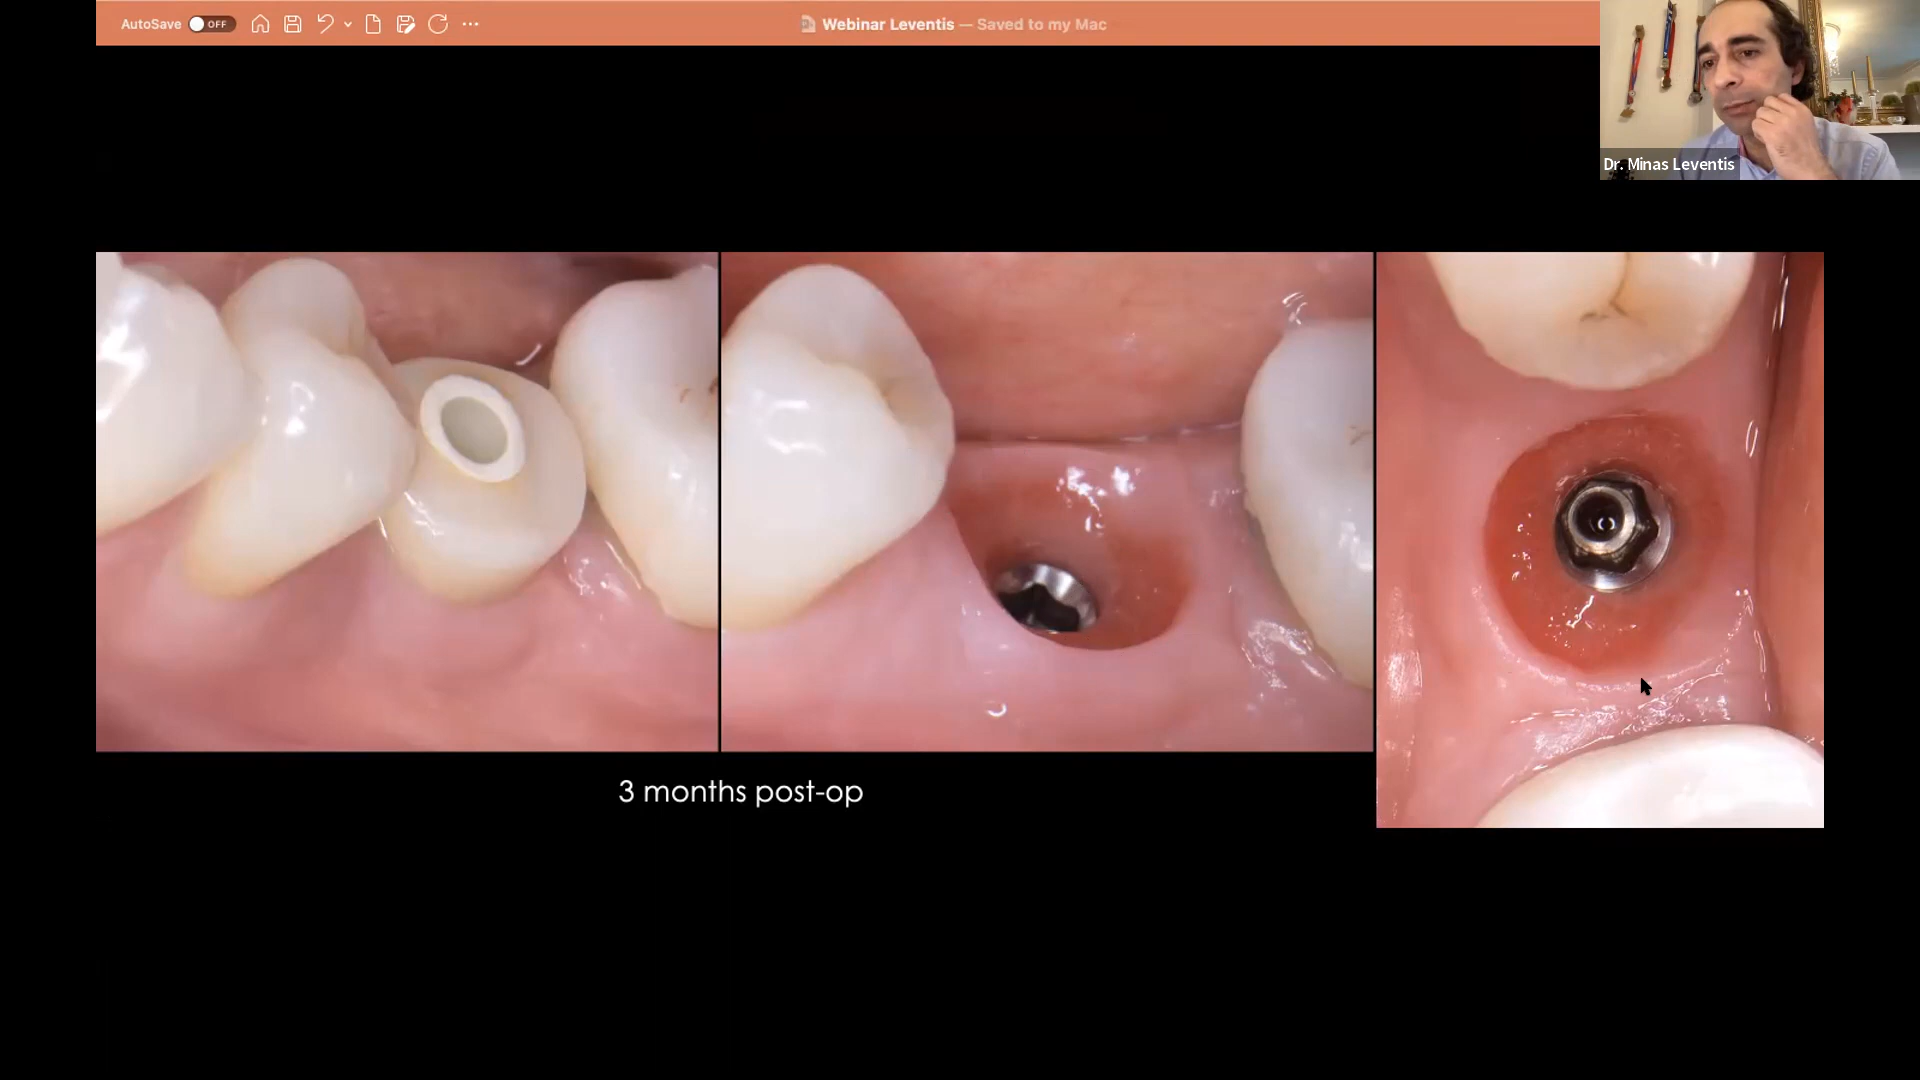 AutoSave OFF
Webinar Leventis — Saved to my Mac
Dr. Minas Leventis
3 months post-op